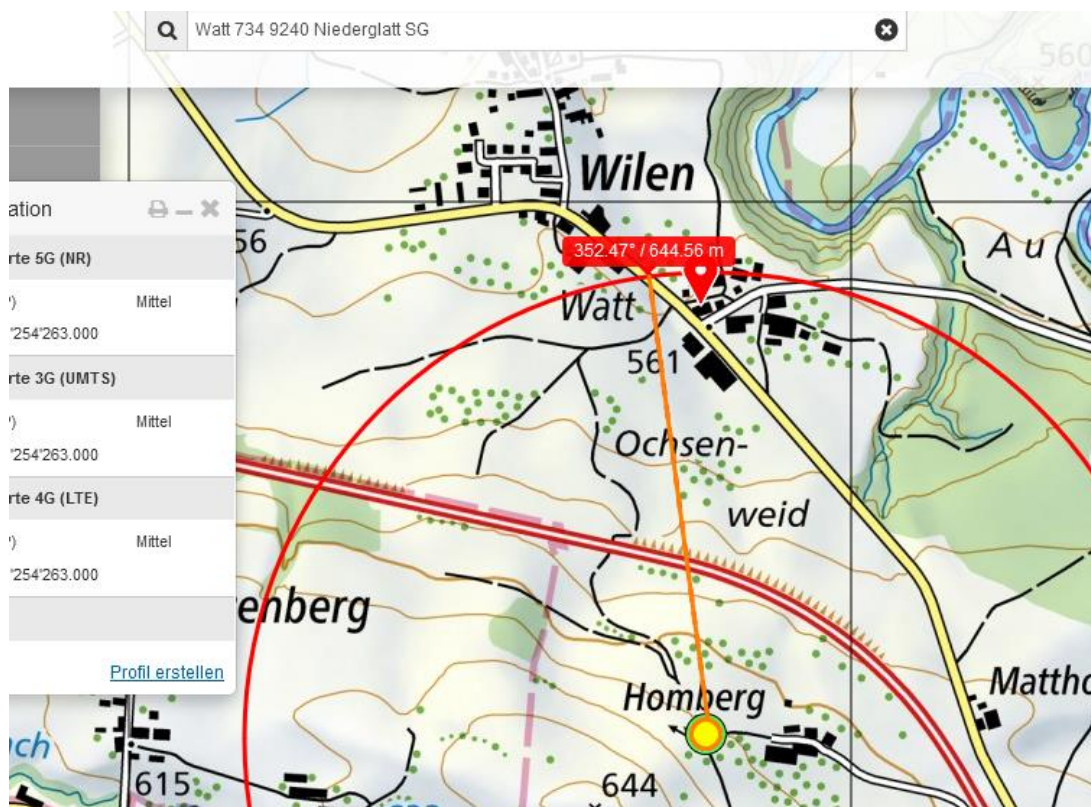 Watt 734 9240 Niederglatt SG
560
Wilen
ation
56
rte 5G (NR)
352.47° / 644.56 m
Au
)
Mittel
Watt
'254'263.000
561
rte 3G (UMTS)
)
Mittel
Ochsen-
'254'263.000
rte 4G (LTE)
weid
)
Mittel
'254'263.000
enberg
Profil erstellen
Homberg
Mattho
ch
615
644